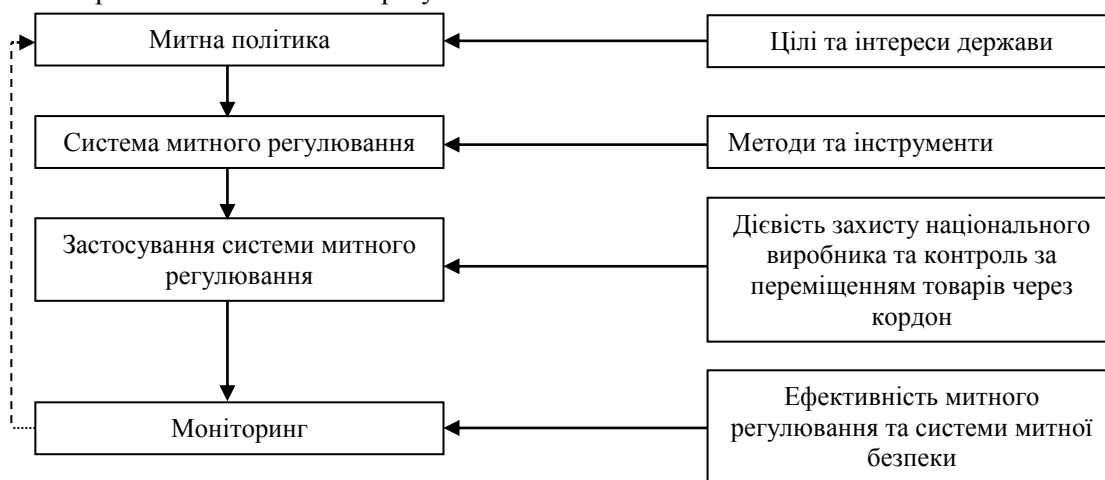 Митна політика
Цілі та інтереси держави
Система митного регулювання
Методи та інструменти
Застосування системи митного
регулювання
Дієвість захисту національного
виробника та контроль за
переміщенням товарів через
кордон
Моніторинг
Ефективність митного
регулювання та системи митної
безпеки